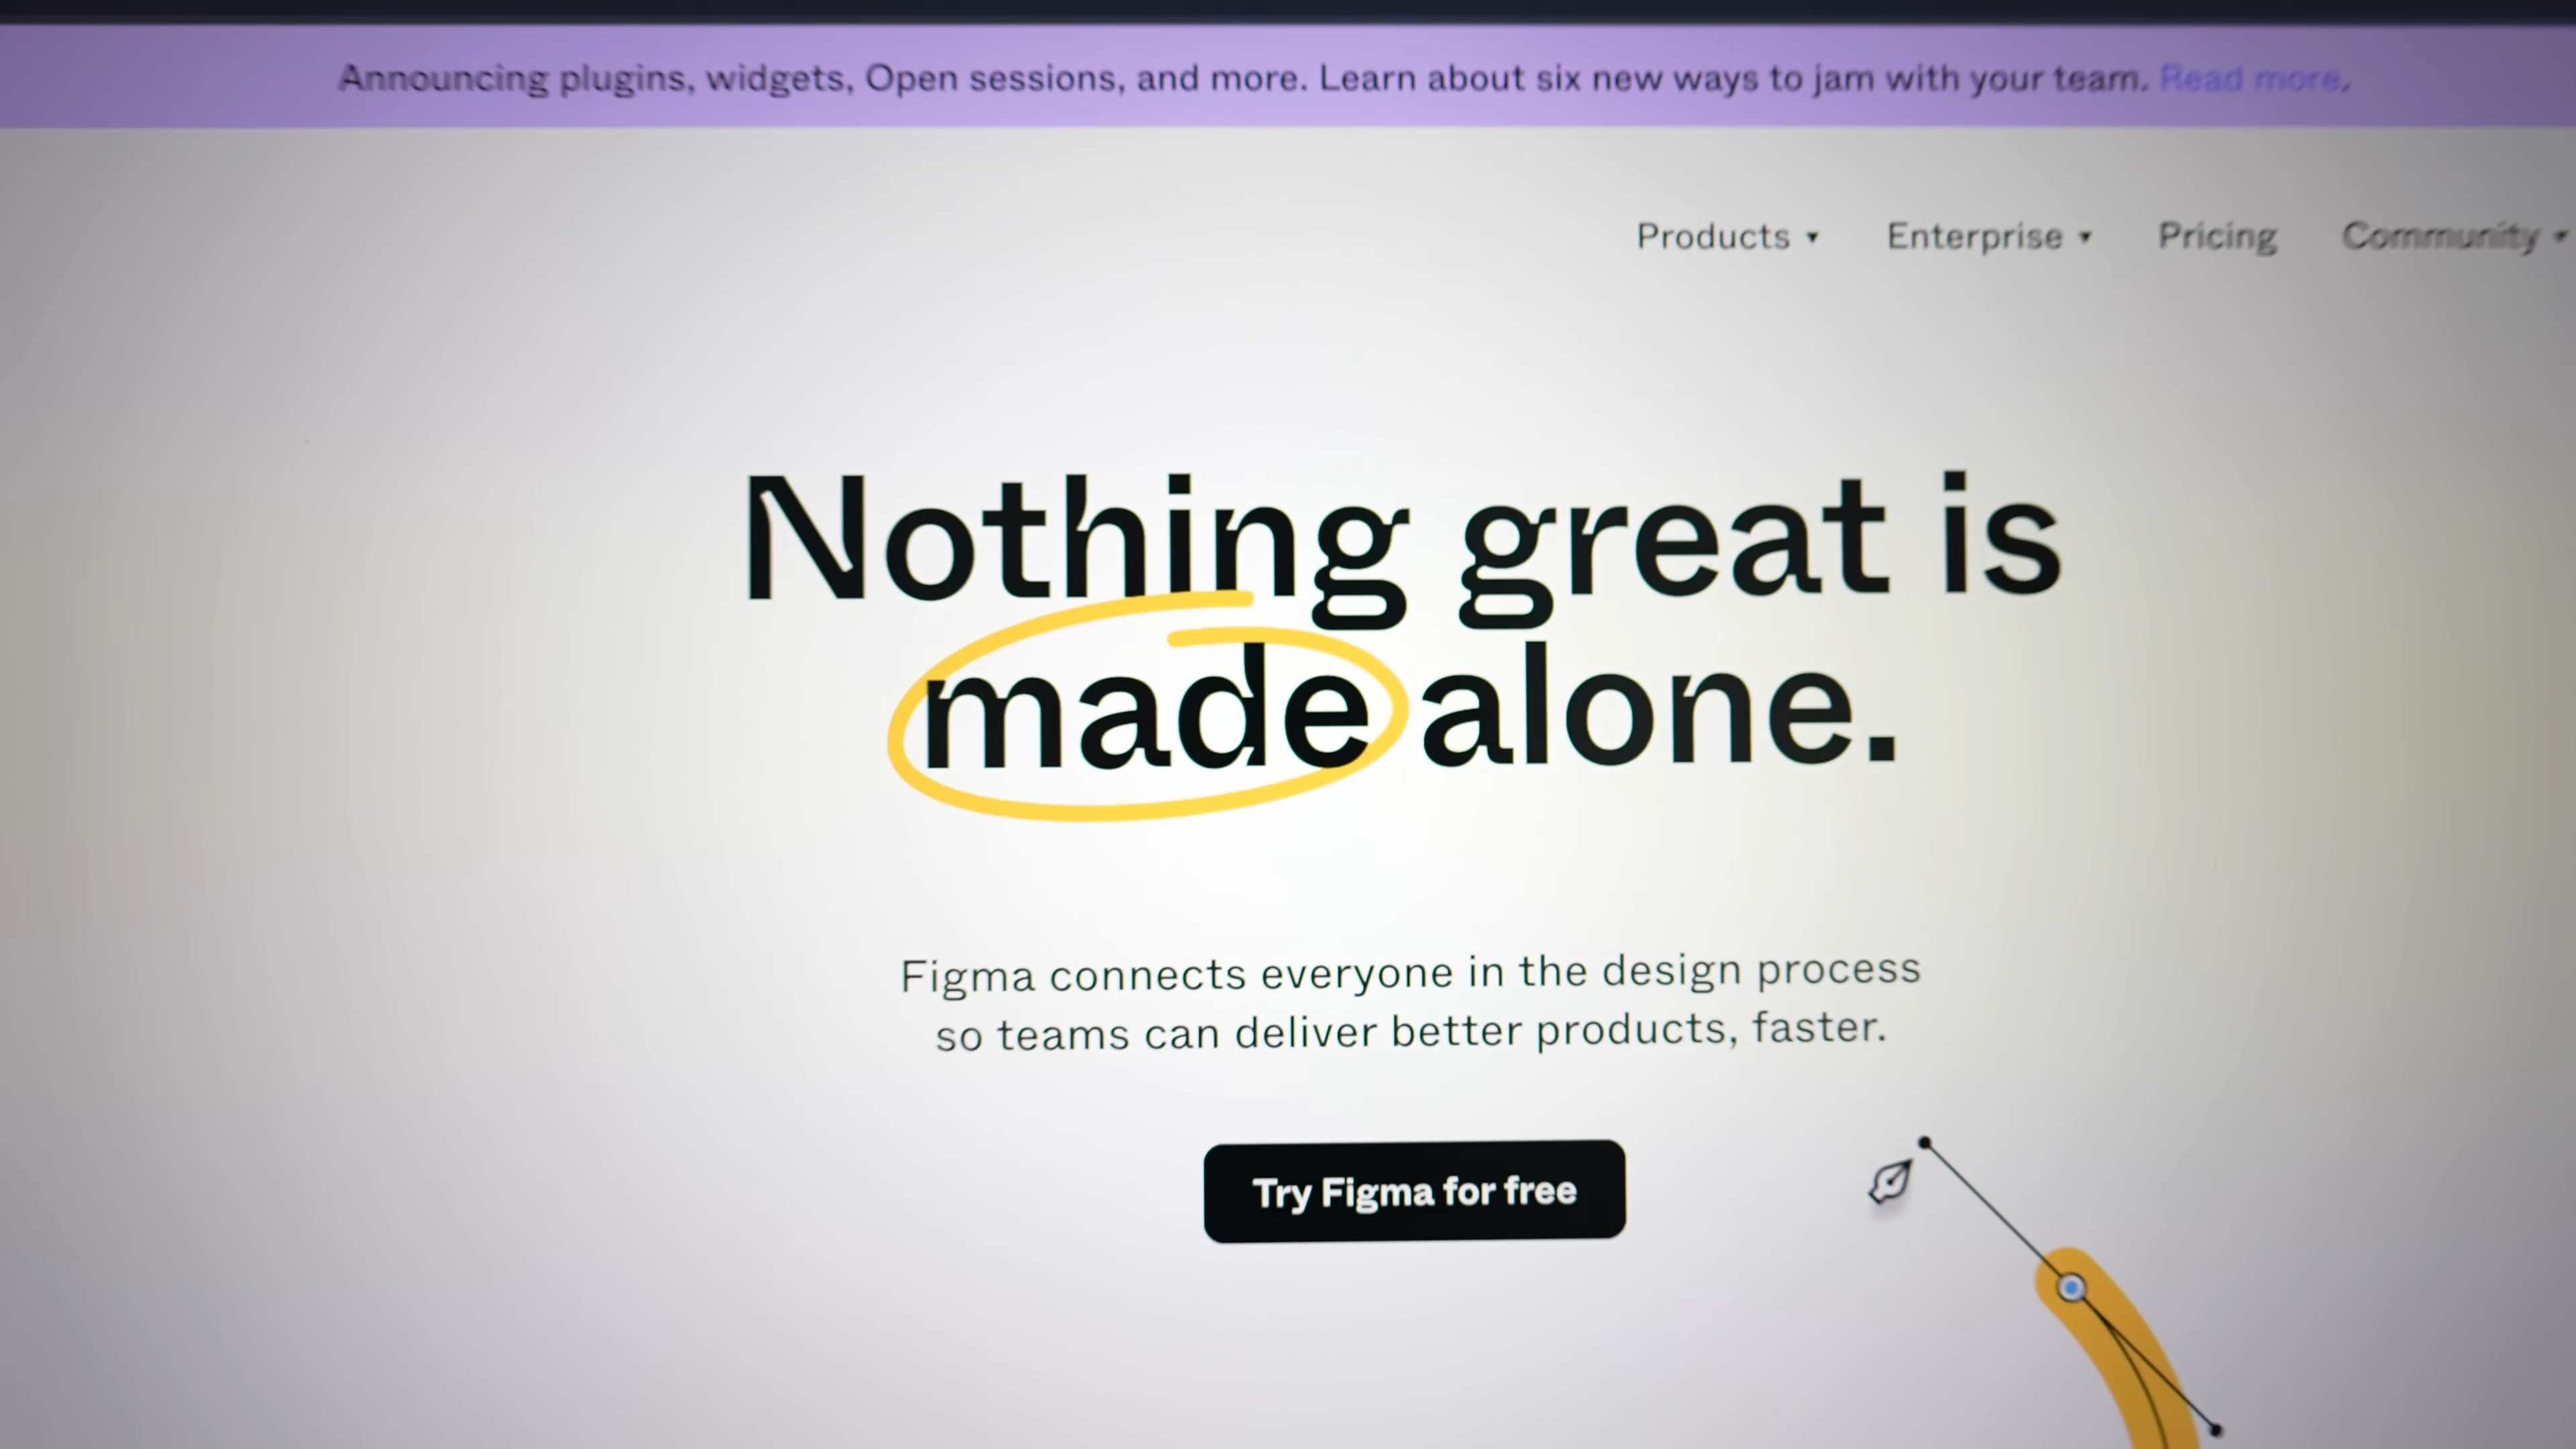 Announcing plugins, widgets, Open sessions, and more. Learn about six new ways to jam with your team. Read more.
Products ▾ Enterprise ▾ Pricing Community ▾
Nothing great is
made alone.
Figma connects everyone in the design process
so teams can deliver better products, faster.
Try Figma for free